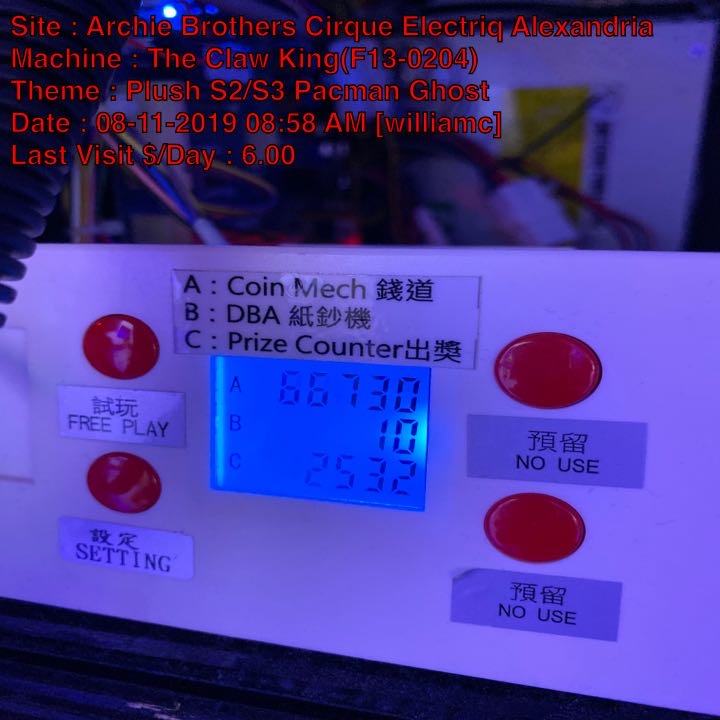 Site : Archie Brothers Cirque Electriq Alexandria
Machine : The Claw King(F13-0204)
Theme : Plush S2/S3 Pacman Ghost
Date : 08-11-2019 08:58 AM [williamc]
Last Visit $/Day : 6.00
A : Coin Mech 錢道
B : DBA 紙鈔機
C : Prize Counter出獎
A 66730
B 10
C 2532
試玩
FREE PLAY
預留
NO USE
設定
SETTING
預留
NO USE